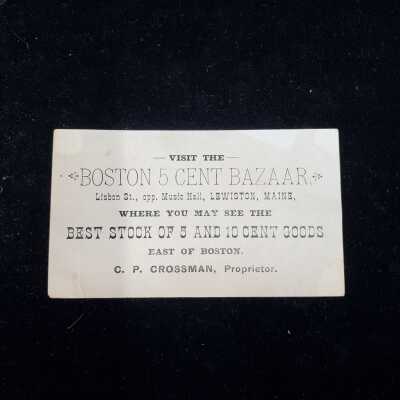 — VISIT THE —
BOSTON 5 CENT BAZAAR,
Lisbon St., opp. Music Hall, LEWISTON, MAINE,
WHERE YOU MAY SEE THE
BEST STOCK OF 5 AND 10 CENT GOODS
EAST OF BOSTON.
C. P. CROSSMAN, Proprietor.